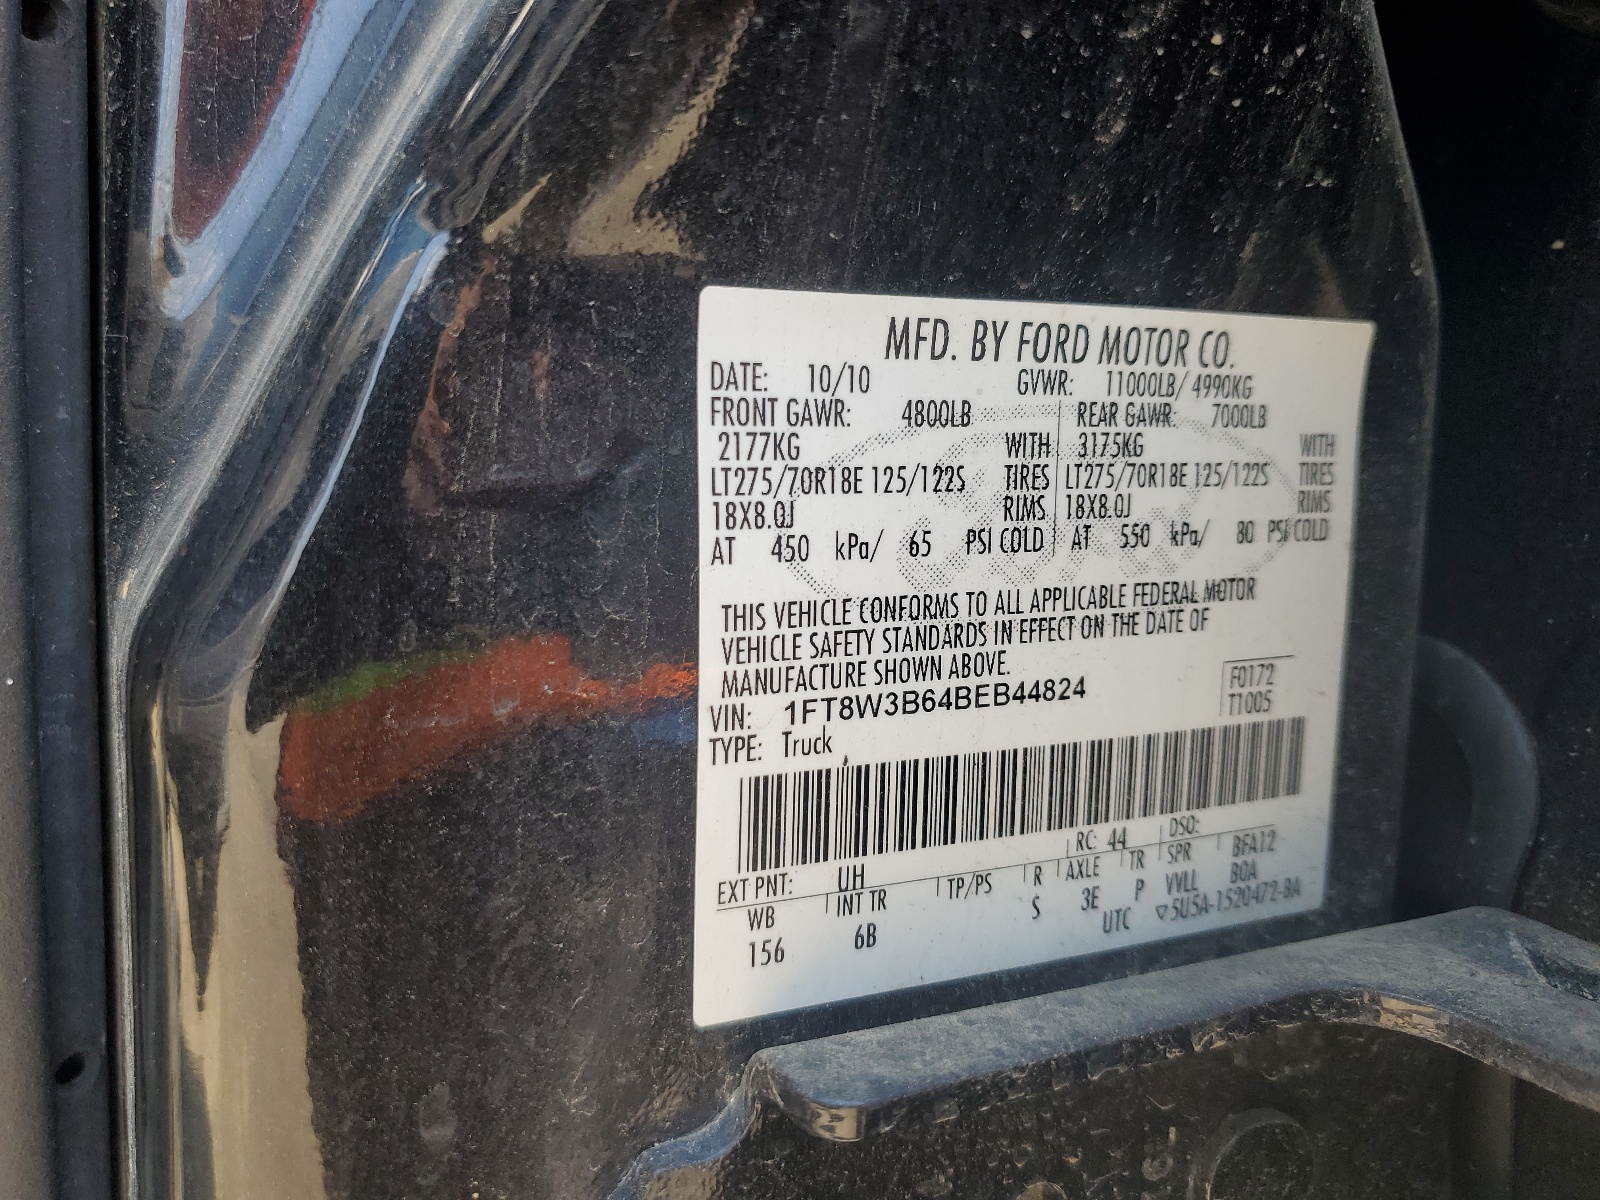 MFD. BY FORD MOTOR CO.
DATE: 10/10 GVWR: 11000LB/ 4990KG
FRONT GAWR: 4800LB REAR GAWR: 7000LB
2177KG WITH 3175KG WITH
LT275/70R18E 125/122S TIRES LT275/70R18E 125/122S TIRES
18X8.0J RIMS 18X8.0J RIMS
AT 450 kPa/ 65 PSI COLD AT 550 kPa/ 80 PSI COLD
THIS VEHICLE CONFORMS TO ALL APPLICABLE FEDERAL MOTOR
VEHICLE SAFETY STANDARDS IN EFFECT ON THE DATE OF
MANUFACTURE SHOWN ABOVE.
VIN: 1FT8W3B64BEB44824 F0172
TYPE: Truck T1005
EXT PNT: UH RC: 44 DSO:
WB INT TR TP/PS R AXLE TR SPR BFA12
156 6B S 3E P VVLL BOA
UTC ▽5U5A-1520472-BA